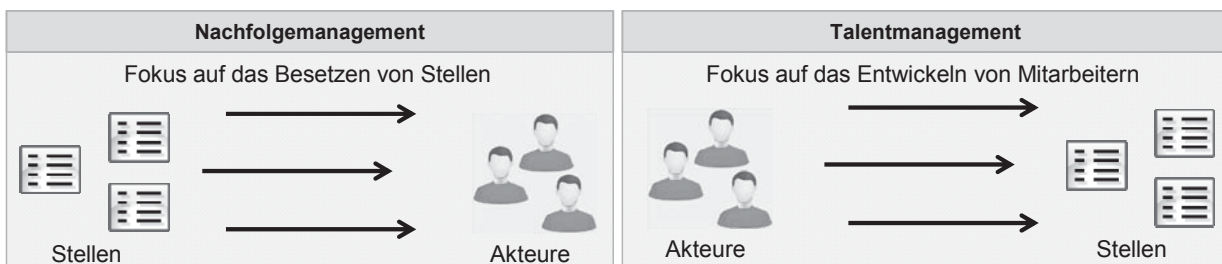 Nachfolgemanagement
Fokus auf das Besetzen von Stellen
Stellen
Akteure
Talentmanagement
Fokus auf das Entwickeln von Mitarbeitern
Akteure
Stellen